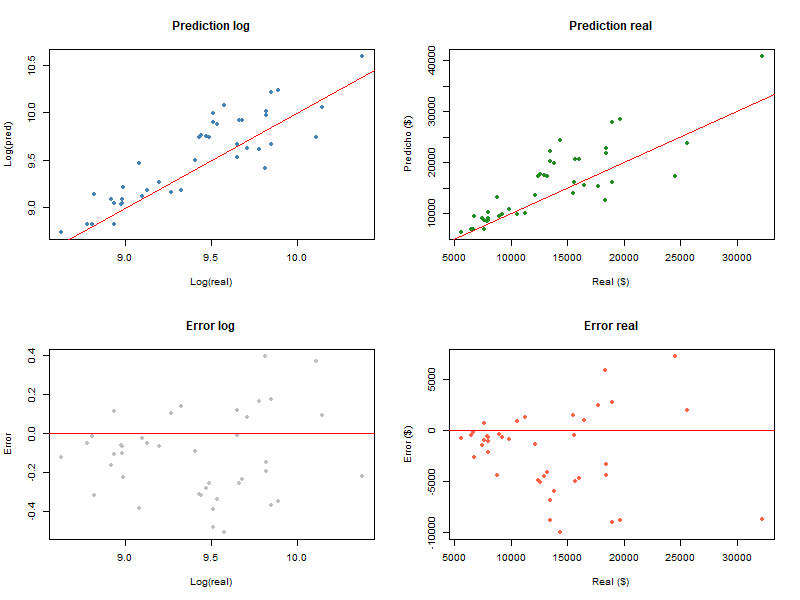 Prediction log
Log(pred)
9.0 9.5 10.0 10.5
9.0 9.5 10.0
Log(real)
Prediction real
Predicho ($)
10000 20000 30000 40000
5000 10000 15000 20000 25000 30000
Real ($)
Error log
Error
-0.4 -0.2 0.0 0.2 0.4
9.0 9.5 10.0
Log(real)
Error real
Error ($)
-10000 -5000 0 5000
5000 10000 15000 20000 25000 30000
Real ($)